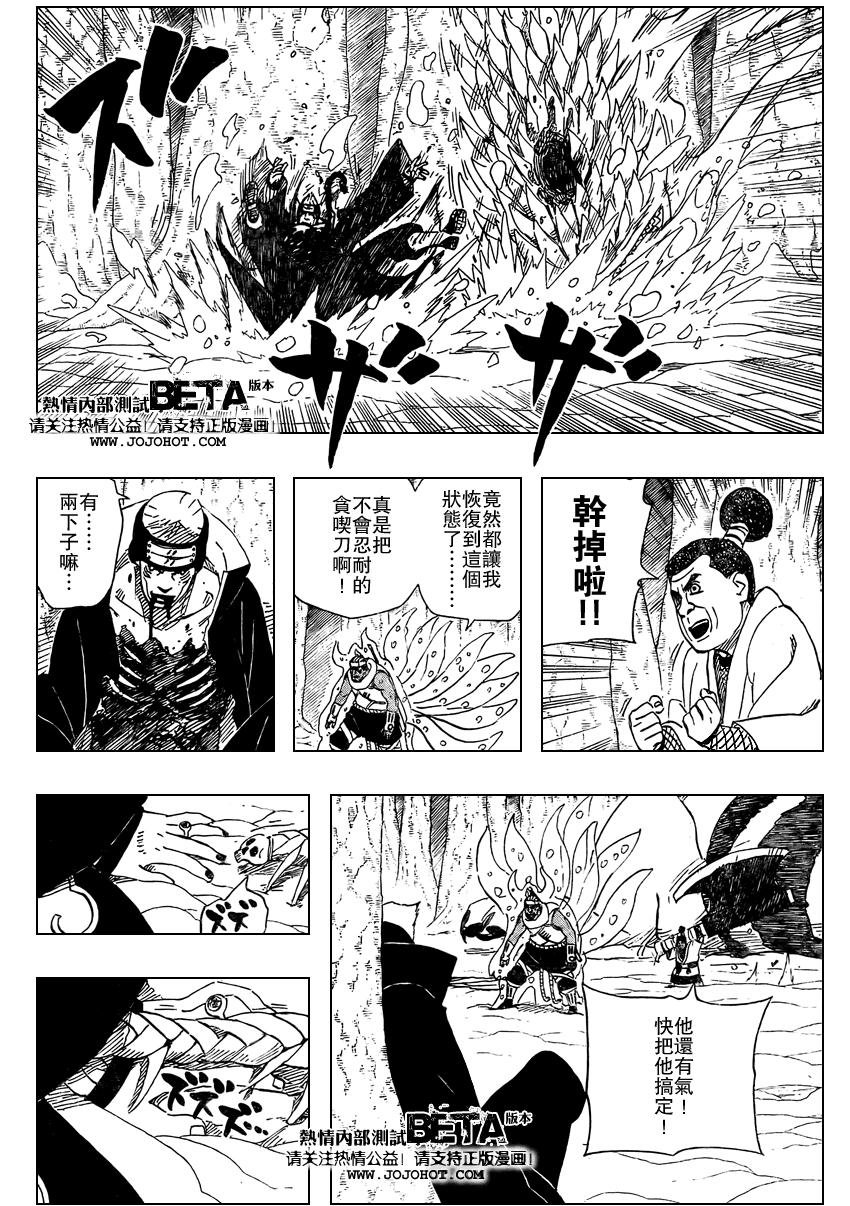 ズ
ザ
ザ
熱情內部測試BETA版本
请关注热情公益| 请支持正版漫画|
WWW.JOJOHOT.COM
幹掉啦!!
竟然都讓我
恢復到這個
狀態了………
真是把
不會忍耐的
貪喫刀啊!
有……
兩下子嘛…
他還有氣!
快把他搞定!
ズズ
ズズズ…
熱情內部測試BETA版本
请关注热情公益| 请支持正版漫画|
WWW.JOJOHOT.COM